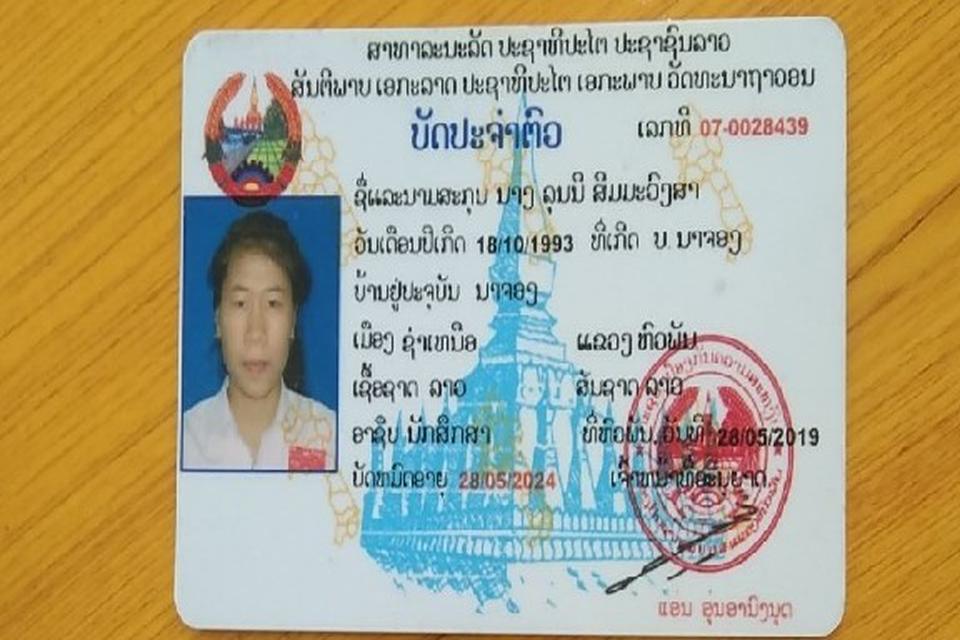 ສາທາລະນະລັດ ປະຊາທິປະໄຕ ປະຊາຊົນລາວ
ສັນຕິພາບ ເອກະລາດ ປະຊາທິປະໄຕ ເອກະພາບ ວັດທະນາຖາວອນ
ບັດປະຈຳຕົວ ເລກທີ 07-0028439
ຊື່ແລະນາມສະກຸນ ນາງ ລຸນນີ ສີມມະວົງສາ
ວັນເດືອນປີເກີດ 18/10/1993 ທີ່ເກີດ ບ. ນາຈອງ
ບ້ານຢູ່ປະຈຸບັນ ນາຈອງ
ເມືອງ ຊຳເໜືອ ແຂວງ ຫົວພັນ
ເຊື້ອຊາດ ລາວ ສັນຊາດ ລາວ
ອາຊີບ ນັກສຶກສາ ທີ່ຫົວພັນ, ວັນທີ 28/05/2019
ບັດຫມົດອາຍຸ 28/05/2024 ເຈົ້າຫນ້າທີ່ອະນຸຍາດ
ແອ່ນ ອຸ່ນອານົງນຸດ